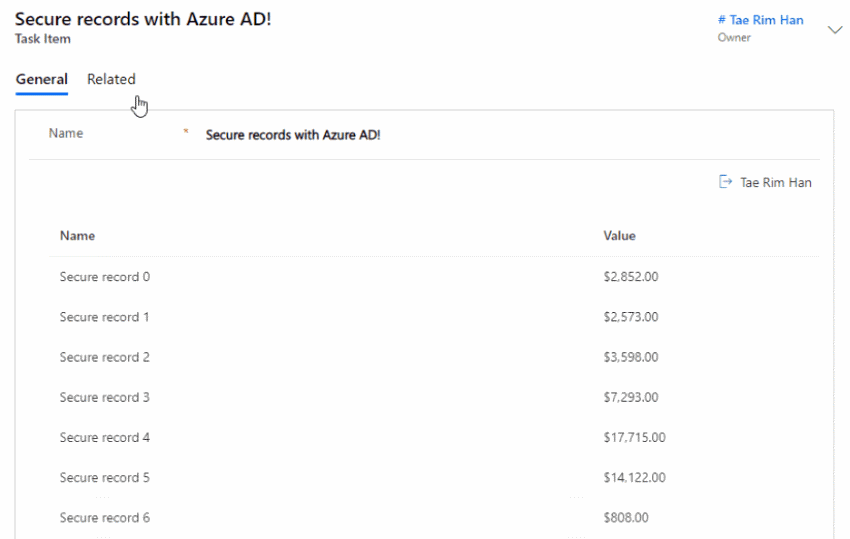 Secure records with Azure AD!
Task Item
# Tae Rim Han
Owner
General Related
Name * Secure records with Azure AD!
Tae Rim Han
Name Value
Secure record 0 $2,852.00
Secure record 1 $2,573.00
Secure record 2 $3,598.00
Secure record 3 $7,293.00
Secure record 4 $17,715.00
Secure record 5 $14,122.00
Secure record 6 $808.00